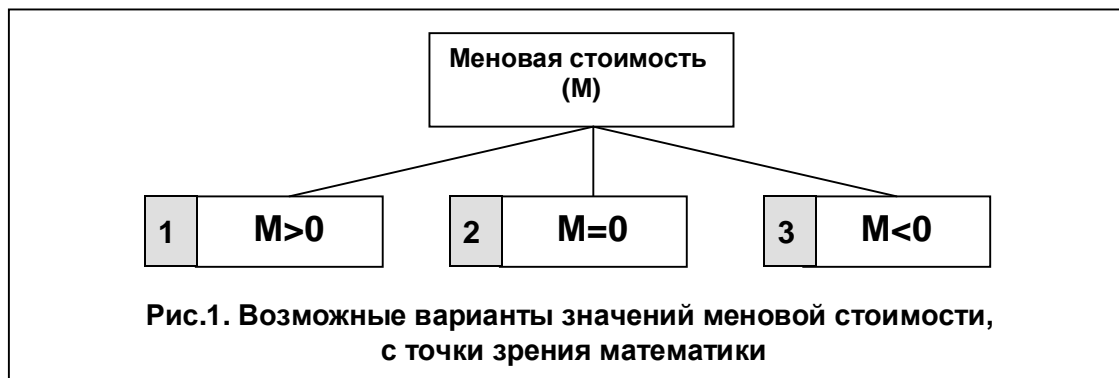 Меновая стоимость
(М)
1 М>0 2 М=0 3 М<0
Рис.1. Возможные варианты значений меновой стоимости,
с точки зрения математики